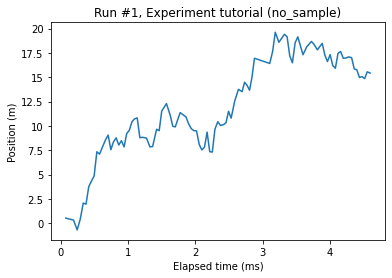 Run #1, Experiment tutorial (no_sample)
Position (m)
20
17.5
15
12.5
10
7.5
5
2.5
0
0 1 2 3 4
Elapsed time (ms)